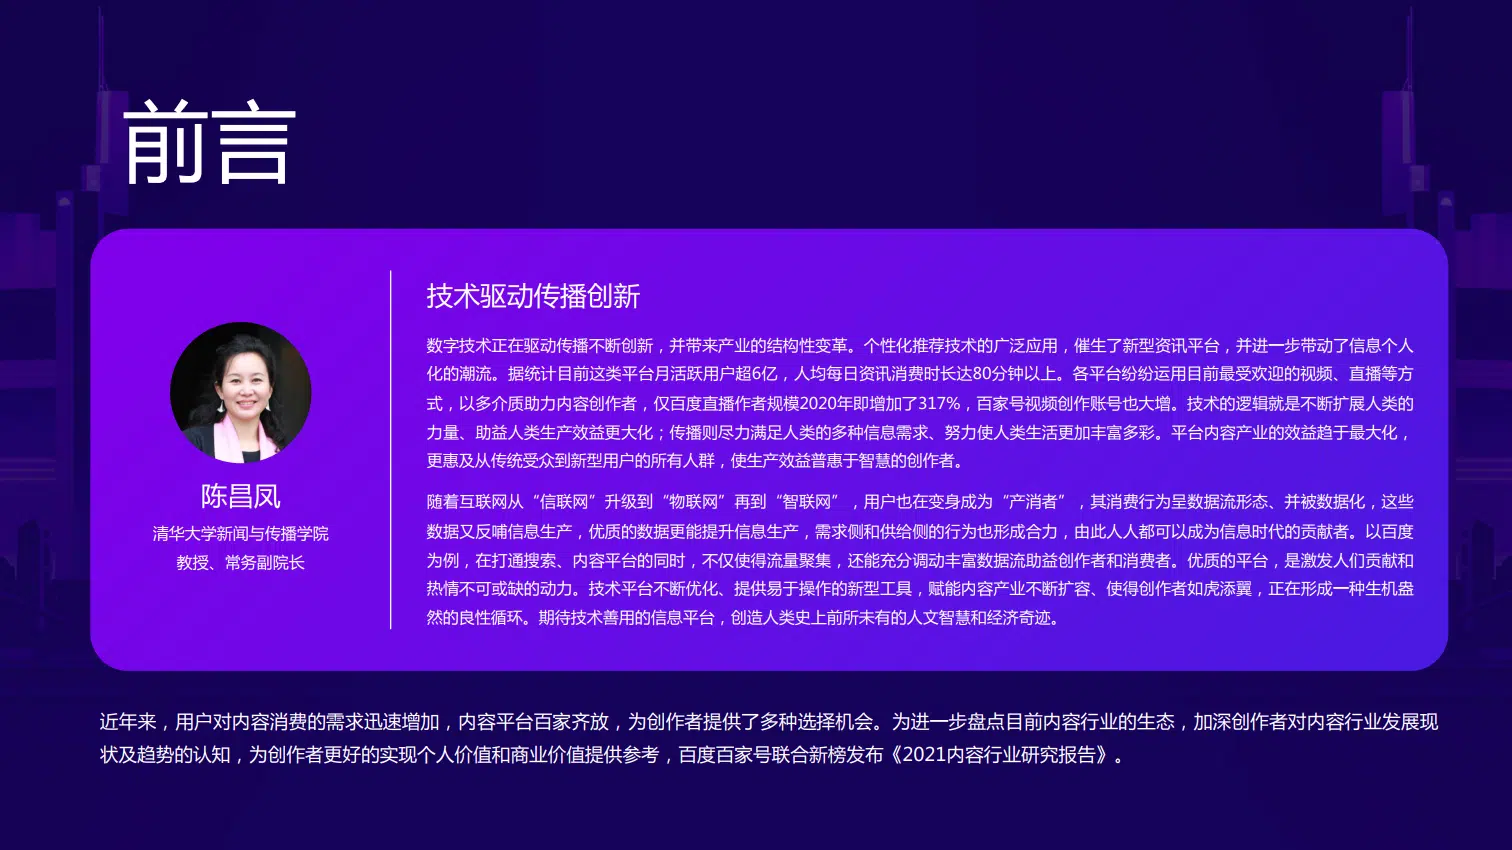 前言
技术驱动传播创新
数字技术正在驱动传播不断创新，并带来产业的结构性变革。个性化推荐技术的广泛应用，催生了新型资讯平台，并进一步带动了信息个人
化的潮流。据统计目前这类平台月活跃用户超6亿，人均每日资讯消费时长达80分钟以上。各平台纷纷运用目前最受欢迎的视频、直播等方
式，以多介质助力内容创作者，仅百度直播作者规模2020年即增加了317%，百家号视频创作账号也大增。技术的逻辑就是不断扩展人类的
力量、助益人类生产效益更大化；传播则尽力满足人类的多种信息需求、努力使人类生活更加丰富多彩。平台内容产业的效益趋于最大化，
更惠及从传统受众到新型用户的所有人群，使生产效益普惠于智慧的创作者。
随着互联网从“信联网”升级到“物联网”再到“智联网”，用户也在变身成为“产消者”，其消费行为呈数据流形态、并被数据化，这些
数据又反哺信息生产，优质的数据更能提升信息生产，需求侧和供给侧的行为也形成合力，由此人人都可以成为信息时代的贡献者。以百度
为例，在打通搜索、内容平台的同时，不仅使得流量聚集，还能充分调动丰富数据流助益创作者和消费者。优质的平台，是激发人们贡献和
热情不可或缺的动力。技术平台不断优化、提供易于操作的新型工具，赋能内容产业不断扩容、使得创作者如虎添翼，正在形成一种生机盎
然的良性循环。期待技术善用的信息平台，创造人类史上前所未有的人文智慧和经济奇迹。
陈昌凤
清华大学新闻与传播学院
教授、常务副院长
近年来，用户对内容消费的需求迅速增加，内容平台百家齐放，为创作者提供了多种选择机会。为进一步盘点目前内容行业的生态，加深创作者对内容行业发展现
状及趋势的认知，为创作者更好的实现个人价值和商业价值提供参考，百度百家号联合新榜发布《2021内容行业研究报告》。